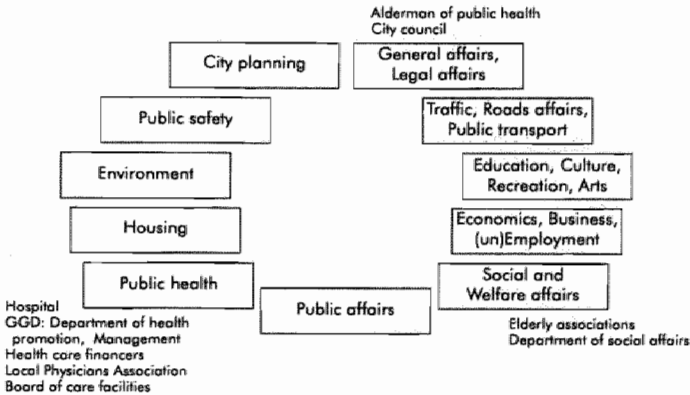 Alderman of public health
City council
City planning
General affairs,
Legal affairs
Public safety
Traffic, Roads affairs,
Public transport
Environment
Education, Culture,
Recreation, Arts
Housing
Economics, Business,
(un)Employment
Public health
Public affairs
Social and
Welfare affairs
Hospital
GGD: Department of health
promotion, Management
Health care financers
Local Physicians Association
Board of care facilities
Elderly associations
Department of social affairs